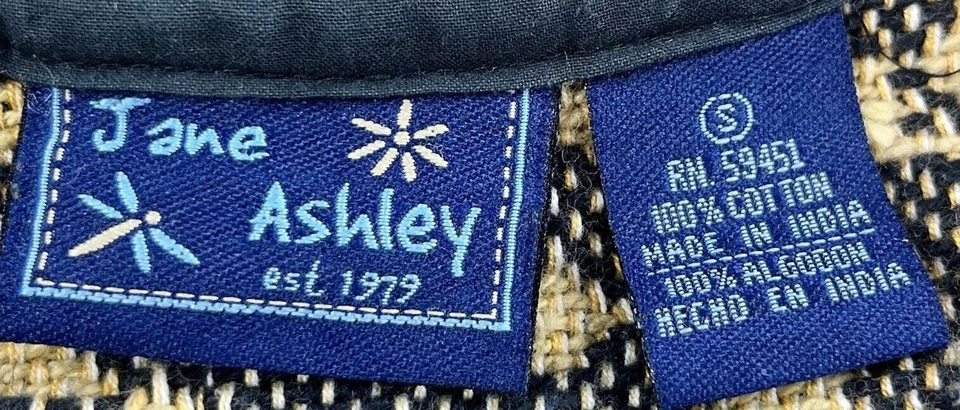 Jane
Ashley
est 1979
S
RN. 59451
100% COTTON
MADE IN INDIA
100% ALGODON
HECHO EN INDIA